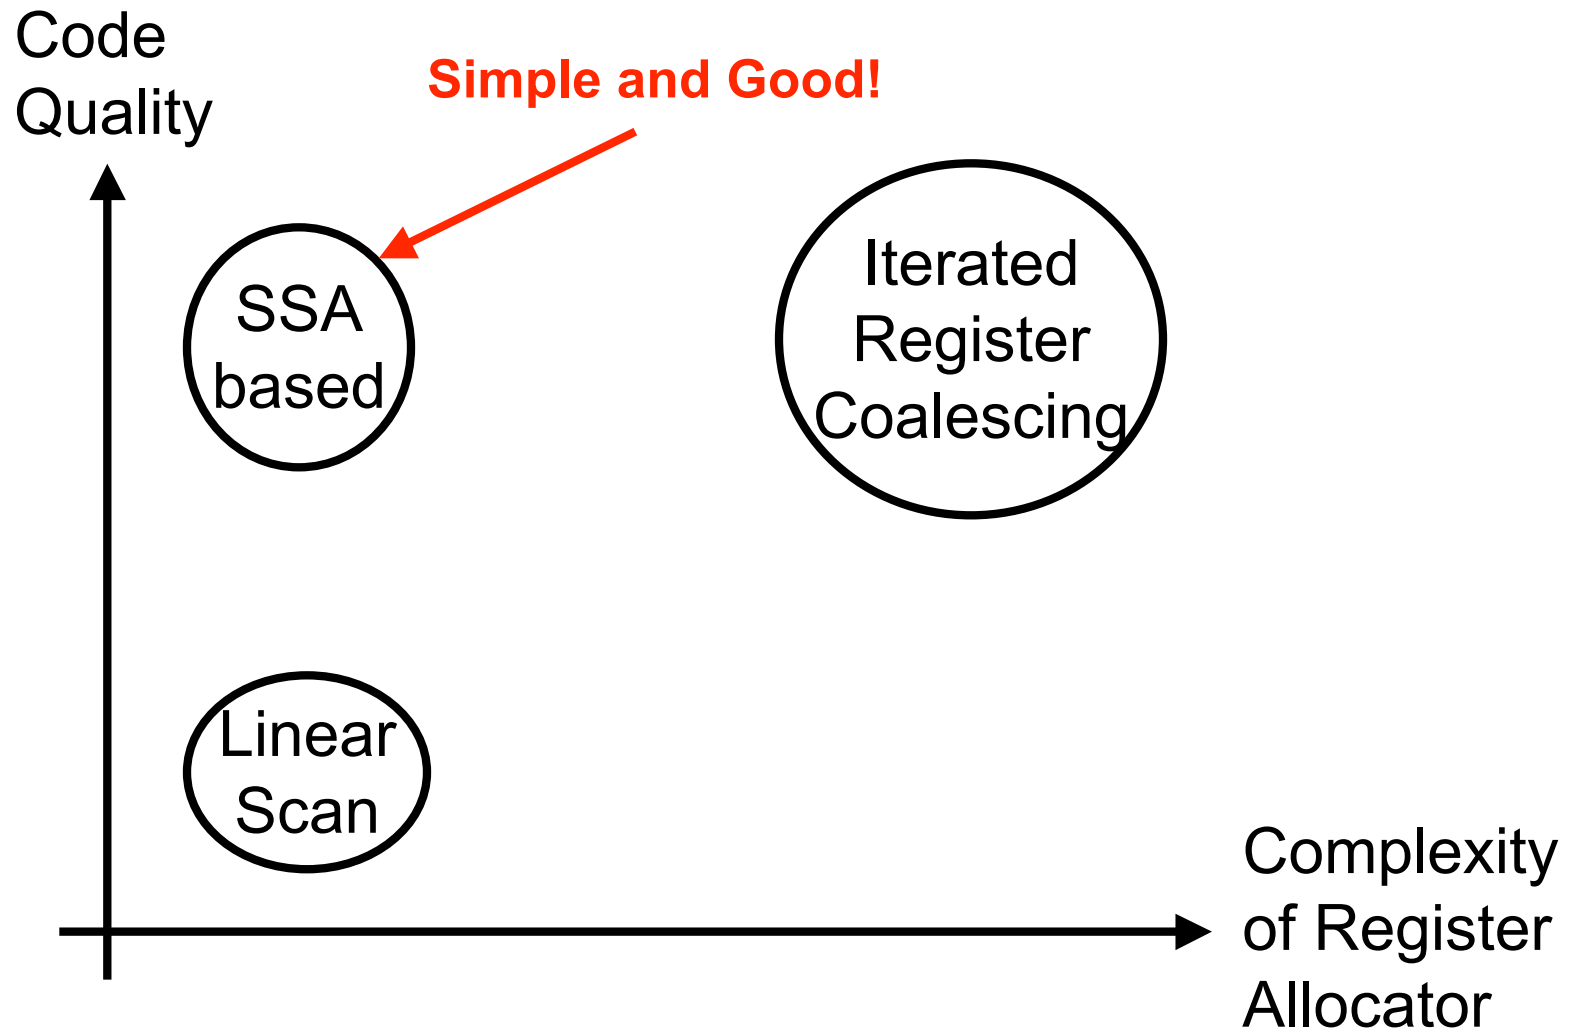 Code
Quality
Simple and Good!
SSA
based
Iterated
Register
Coalescing
Linear
Scan
Complexity
of Register
Allocator